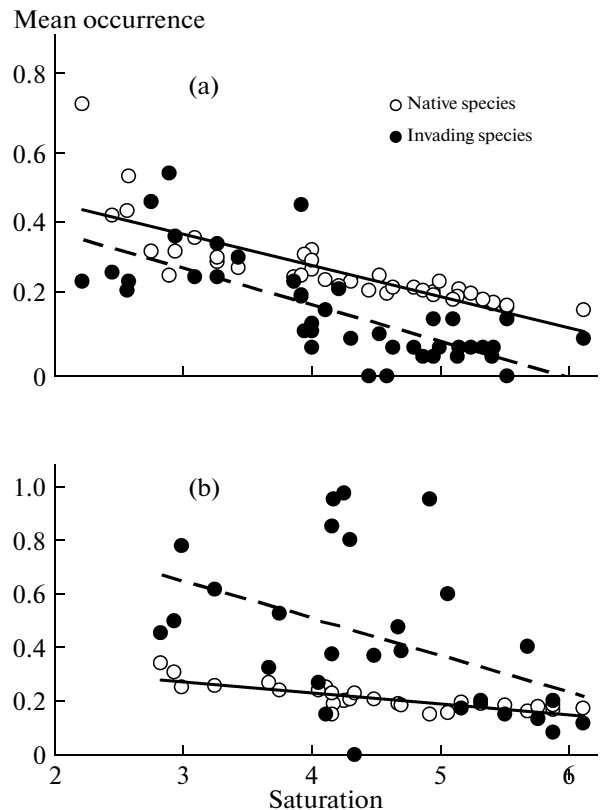 Mean occurrence
(a)
Native species
Invading species
0.8
0.6
0.4
0.2
0
(b)
1.0
0.8
0.6
0.4
0.2
0
2 3 4 5 6
Saturation